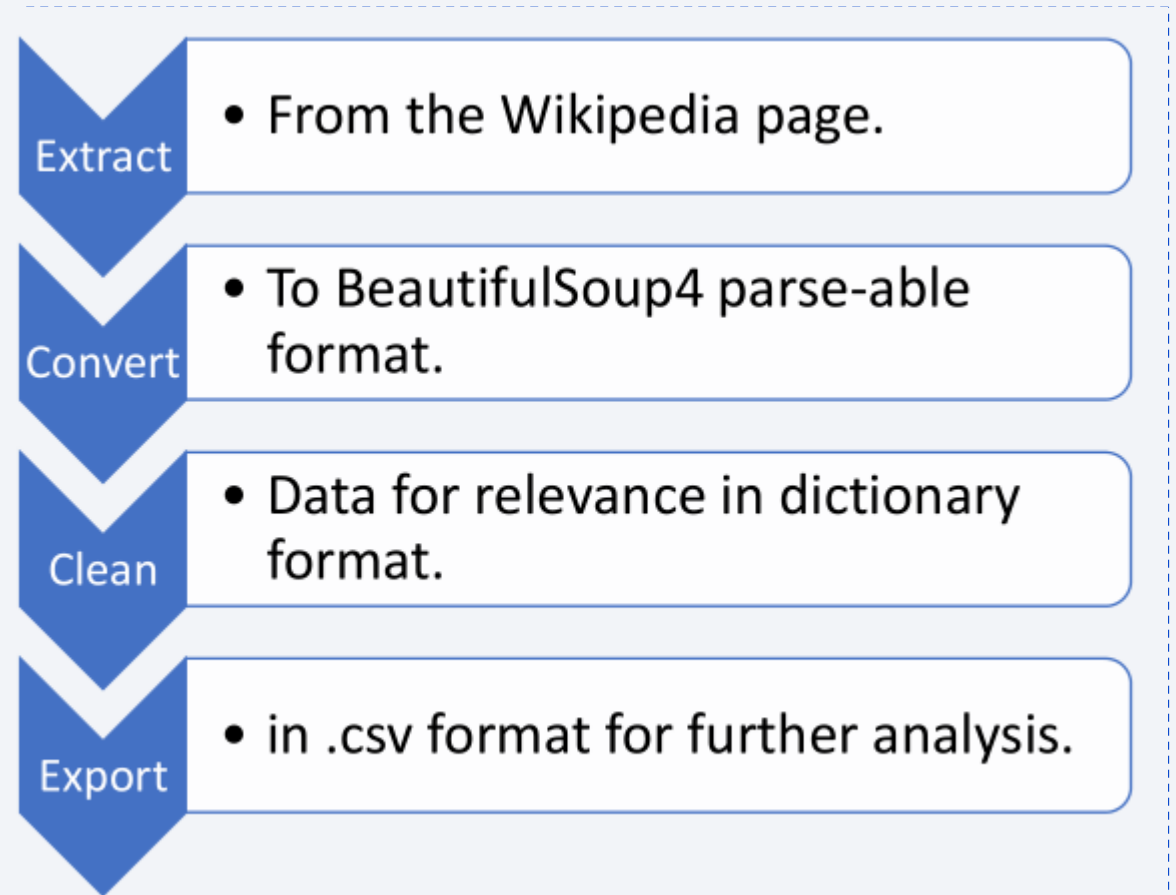 Extract
• From the Wikipedia page.
Convert
• To BeautifulSoup4 parse-able
format.
Clean
• Data for relevance in dictionary
format.
Export
• in .csv format for further analysis.